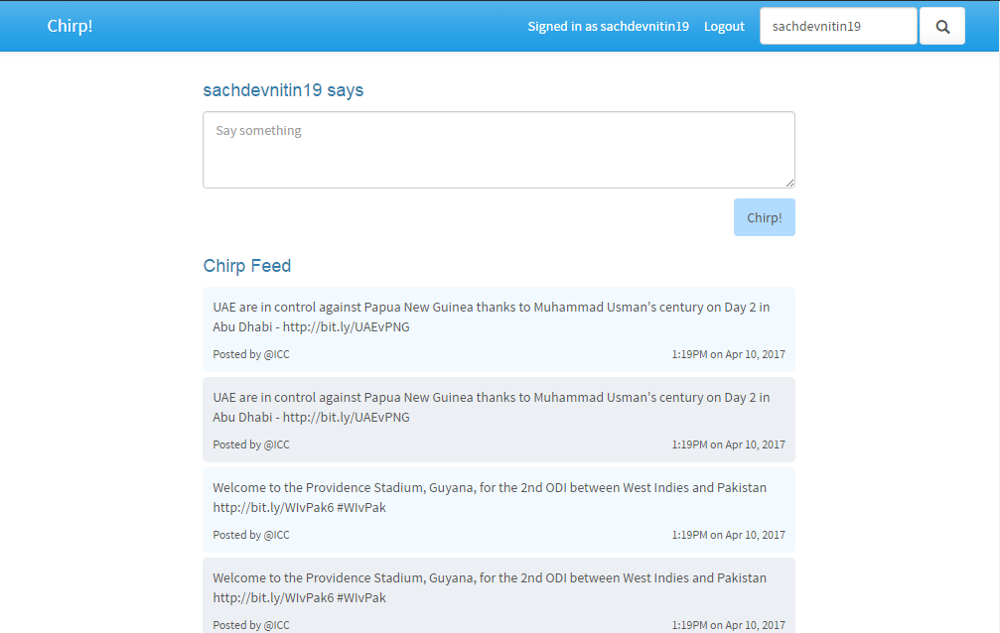 Chirp!
Signed in as sachdevnitin19 Logout sachdevnitin19
sachdevnitin19 says
Say something
Chirp!
Chirp Feed
UAE are in control against Papua New Guinea thanks to Muhammad Usman's century on Day 2 in
Abu Dhabi - http://bit.ly/UAEvPNG
Posted by @ICC 1:19PM on Apr 10, 2017
UAE are in control against Papua New Guinea thanks to Muhammad Usman's century on Day 2 in
Abu Dhabi - http://bit.ly/UAEvPNG
Posted by @ICC 1:19PM on Apr 10, 2017
Welcome to the Providence Stadium, Guyana, for the 2nd ODI between West Indies and Pakistan
http://bit.ly/WIvPak6 #WIvPak
Posted by @ICC 1:19PM on Apr 10, 2017
Welcome to the Providence Stadium, Guyana, for the 2nd ODI between West Indies and Pakistan
http://bit.ly/WIvPak6 #WIvPak
Posted by @ICC 1:19PM on Apr 10, 2017